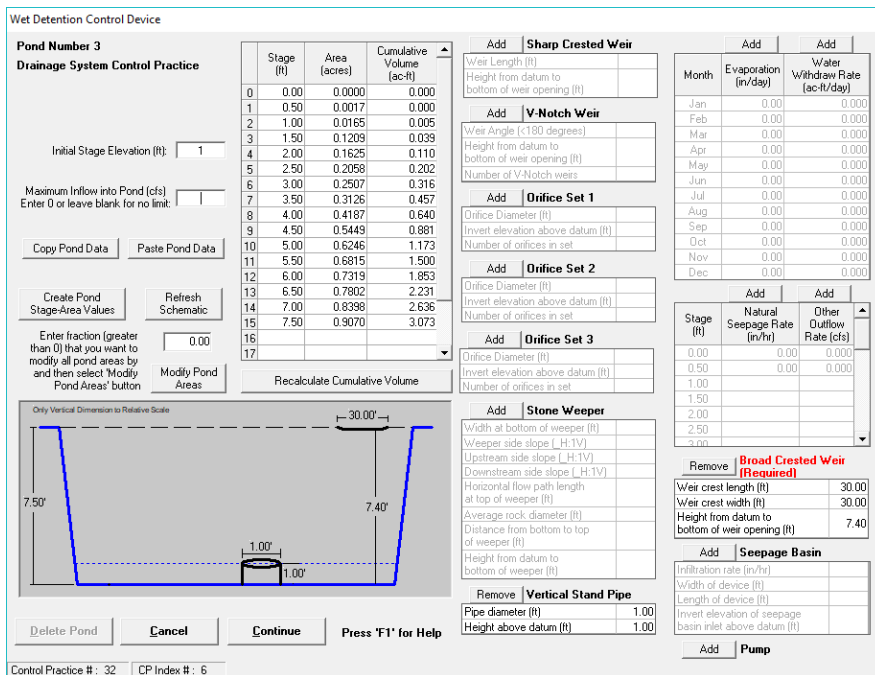 Wet Detention Control Device
Pond Number 3
Drainage System Control Practice
Initial Stage Elevation (ft): 1
Maximum Inflow into Pond (cfs)
Enter 0 or leave blank for no limit:
Copy Pond Data Paste Pond Data
Create Pond
Stage-Area Values
Refresh
Schematic
Enter fraction (greater
than 0) that you want to
modify all pond areas by
and then select 'Modify
Pond Areas' button
0.00
Modify Pond
Areas
Stage
(ft)
Area
(acres)
Cumulative
Volume
(ac-ft)
0 0.00 0.0000 0.000
1 0.50 0.0017 0.000
2 1.00 0.0165 0.005
3 1.50 0.1209 0.039
4 2.00 0.1625 0.110
5 2.50 0.2058 0.202
6 3.00 0.2507 0.316
7 3.50 0.3126 0.457
8 4.00 0.4187 0.640
9 4.50 0.5449 0.881
10 5.00 0.6246 1.173
11 5.50 0.6815 1.500
12 6.00 0.7319 1.853
13 6.50 0.7802 2.231
14 7.00 0.8398 2.636
15 7.50 0.9070 3.073
16
17
Recalculate Cumulative Volume
Only Vertical Dimension to Relative Scale
30.00'
7.50'
7.40'
1.00'
1.00'
Delete Pond Cancel Continue Press 'F1' for Help
Control Practice # : 32 CP Index # : 6
Add Sharp Crested Weir
Weir Length (ft)
Height from datum to
bottom of weir opening (ft)
Add V-Notch Weir
Weir Angle (<180 degrees)
Height from datum to
bottom of weir opening (ft)
Number of V-Notch weirs
Add Orifice Set 1
Orifice Diameter (ft)
Invert elevation above datum (ft)
Number of orifices in set
Add Orifice Set 2
Orifice Diameter (ft)
Invert elevation above datum (ft)
Number of orifices in set
Add Orifice Set 3
Orifice Diameter (ft)
Invert elevation above datum (ft)
Number of orifices in set
Add Stone Weeper
Width at bottom of weeper (ft)
Weeper side slope (_H:1V)
Upstream side slope (_H:1V)
Downstream side slope (_H:1V)
Horizontal flow path length
at top of weeper (ft)
Average rock diameter (ft)
Distance from bottom to top
of weeper (ft)
Height from datum to
bottom of weeper (ft)
Remove Vertical Stand Pipe
Pipe diameter (ft) 1.00
Height above datum (ft) 1.00
Add Add
Month
Evaporation
(in/day)
Water
Withdraw Rate
(ac-ft/day)
Jan 0.00 0.000
Feb 0.00 0.000
Mar 0.00 0.000
Apr 0.00 0.000
May 0.00 0.000
Jun 0.00 0.000
Jul 0.00 0.000
Aug 0.00 0.000
Sep 0.00 0.000
Oct 0.00 0.000
Nov 0.00 0.000
Dec 0.00 0.000
Add Add
Stage
(ft)
Natural
Seepage Rate
(in/hr)
Other
Outflow
Rate (cfs)
0.00 0.00 0.000
0.50 0.00 0.000
1.00
1.50
2.00
2.50
3.00
Remove Broad Crested Weir
(Required)
Weir crest length (ft) 30.00
Weir crest width (ft) 30.00
Height from datum to
bottom of weir opening (ft) 7.40
Add Seepage Basin
Infiltration rate (in/hr)
Width of device (ft)
Length of device (ft)
Invert elevation of seepage
basin inlet above datum (ft)
Add Pump